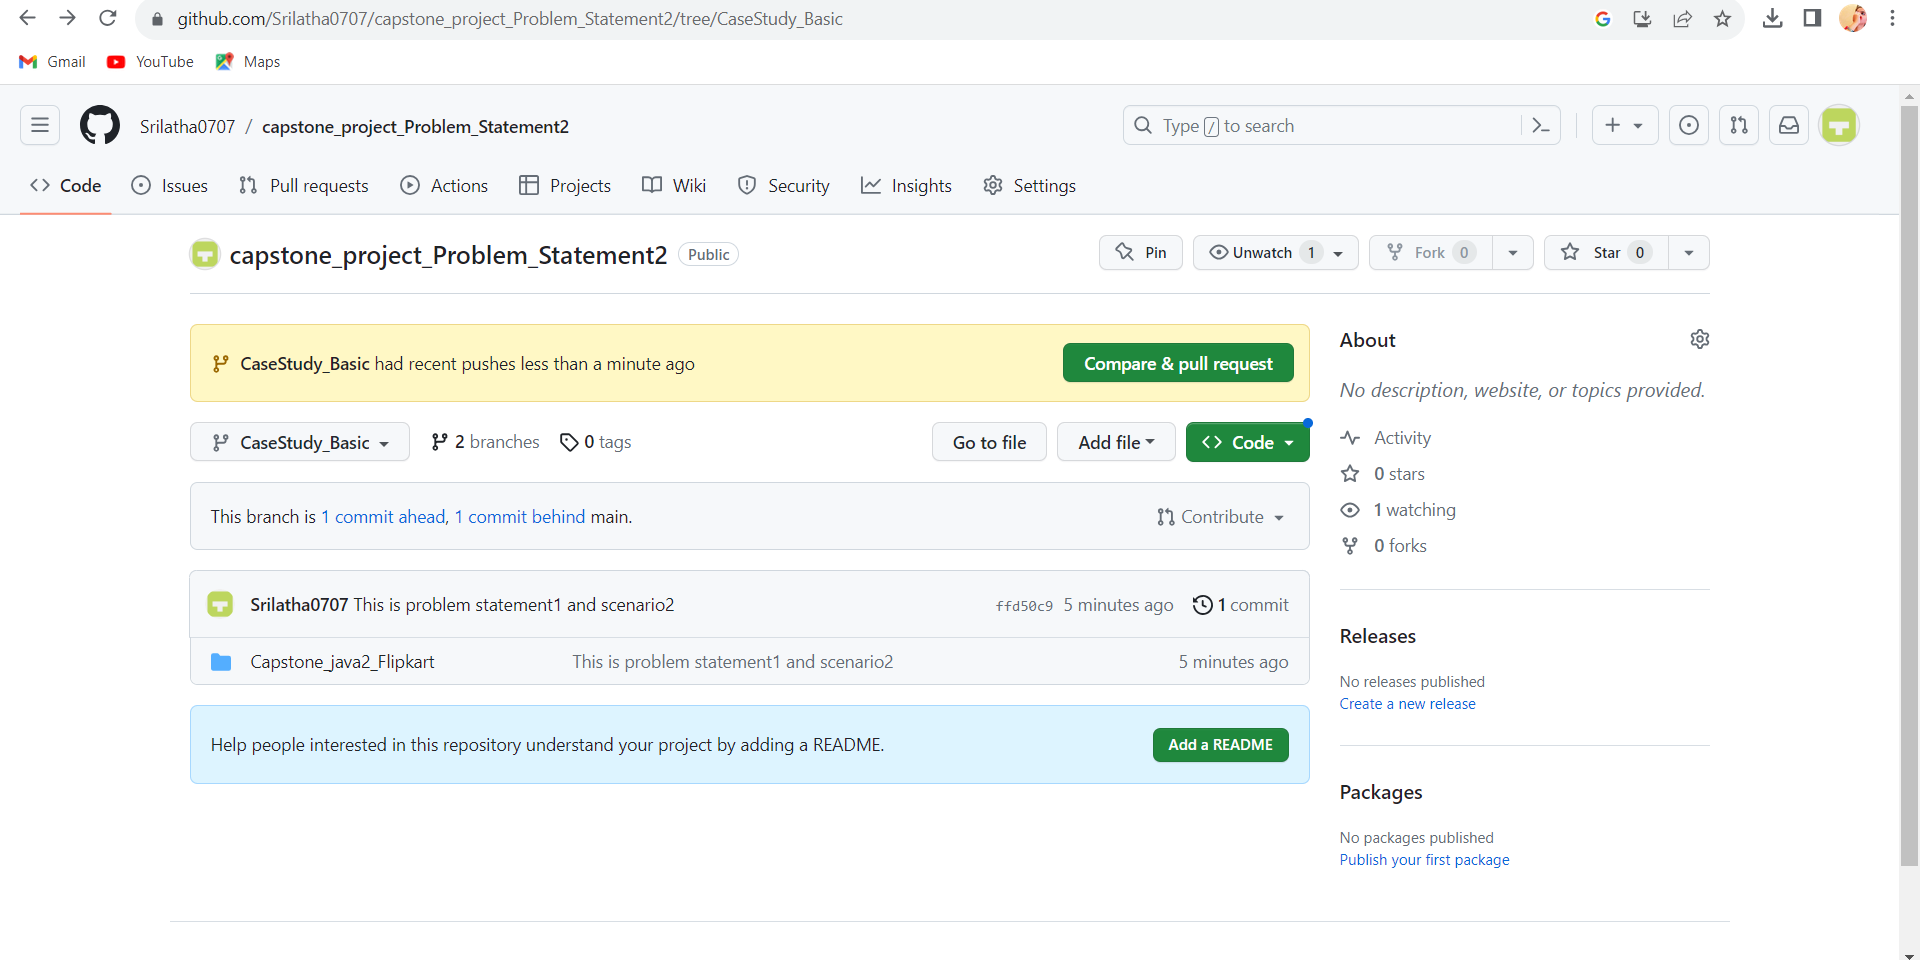 github.com/Srilatha0707/capstone_project_Problem_Statement2/tree/CaseStudy_Basic
Gmail YouTube Maps
Srilatha0707 / capstone_project_Problem_Statement2
Type / to search
Code Issues Pull requests Actions Projects Wiki Security Insights Settings
capstone_project_Problem_Statement2 Public
Pin Unwatch 1 Fork 0 Star 0
CaseStudy_Basic had recent pushes less than a minute ago
Compare & pull request
CaseStudy_Basic 2 branches 0 tags
Go to file Add file Code
This branch is 1 commit ahead, 1 commit behind main.
Contribute
Srilatha0707 This is problem statement1 and scenario2 ffd50c9 5 minutes ago 1 commit
Capstone_java2_Flipkart This is problem statement1 and scenario2 5 minutes ago
Help people interested in this repository understand your project by adding a README.
Add a README
About
No description, website, or topics provided.
Activity
0 stars
1 watching
0 forks
Releases
No releases published
Create a new release
Packages
No packages published
Publish your first package